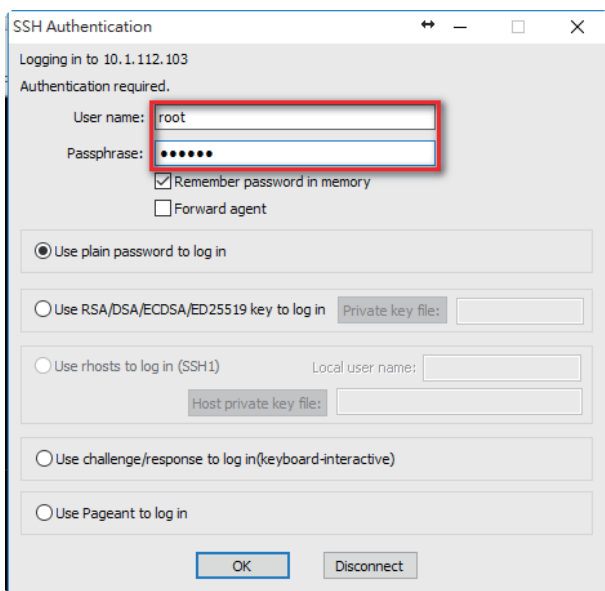 SSH Authentication
Logging in to 10.1.112.103
Authentication required.
User name: root
Passphrase: ●●●●●●
Remember password in memory
Forward agent
Use plain password to log in
Use RSA/DSA/ECDSA/ED25519 key to log in Private key file:
Use rhosts to log in (SSH1) Local user name:
Host private key file:
Use challenge/response to log in(keyboard-interactive)
Use Pageant to log in
OK Disconnect